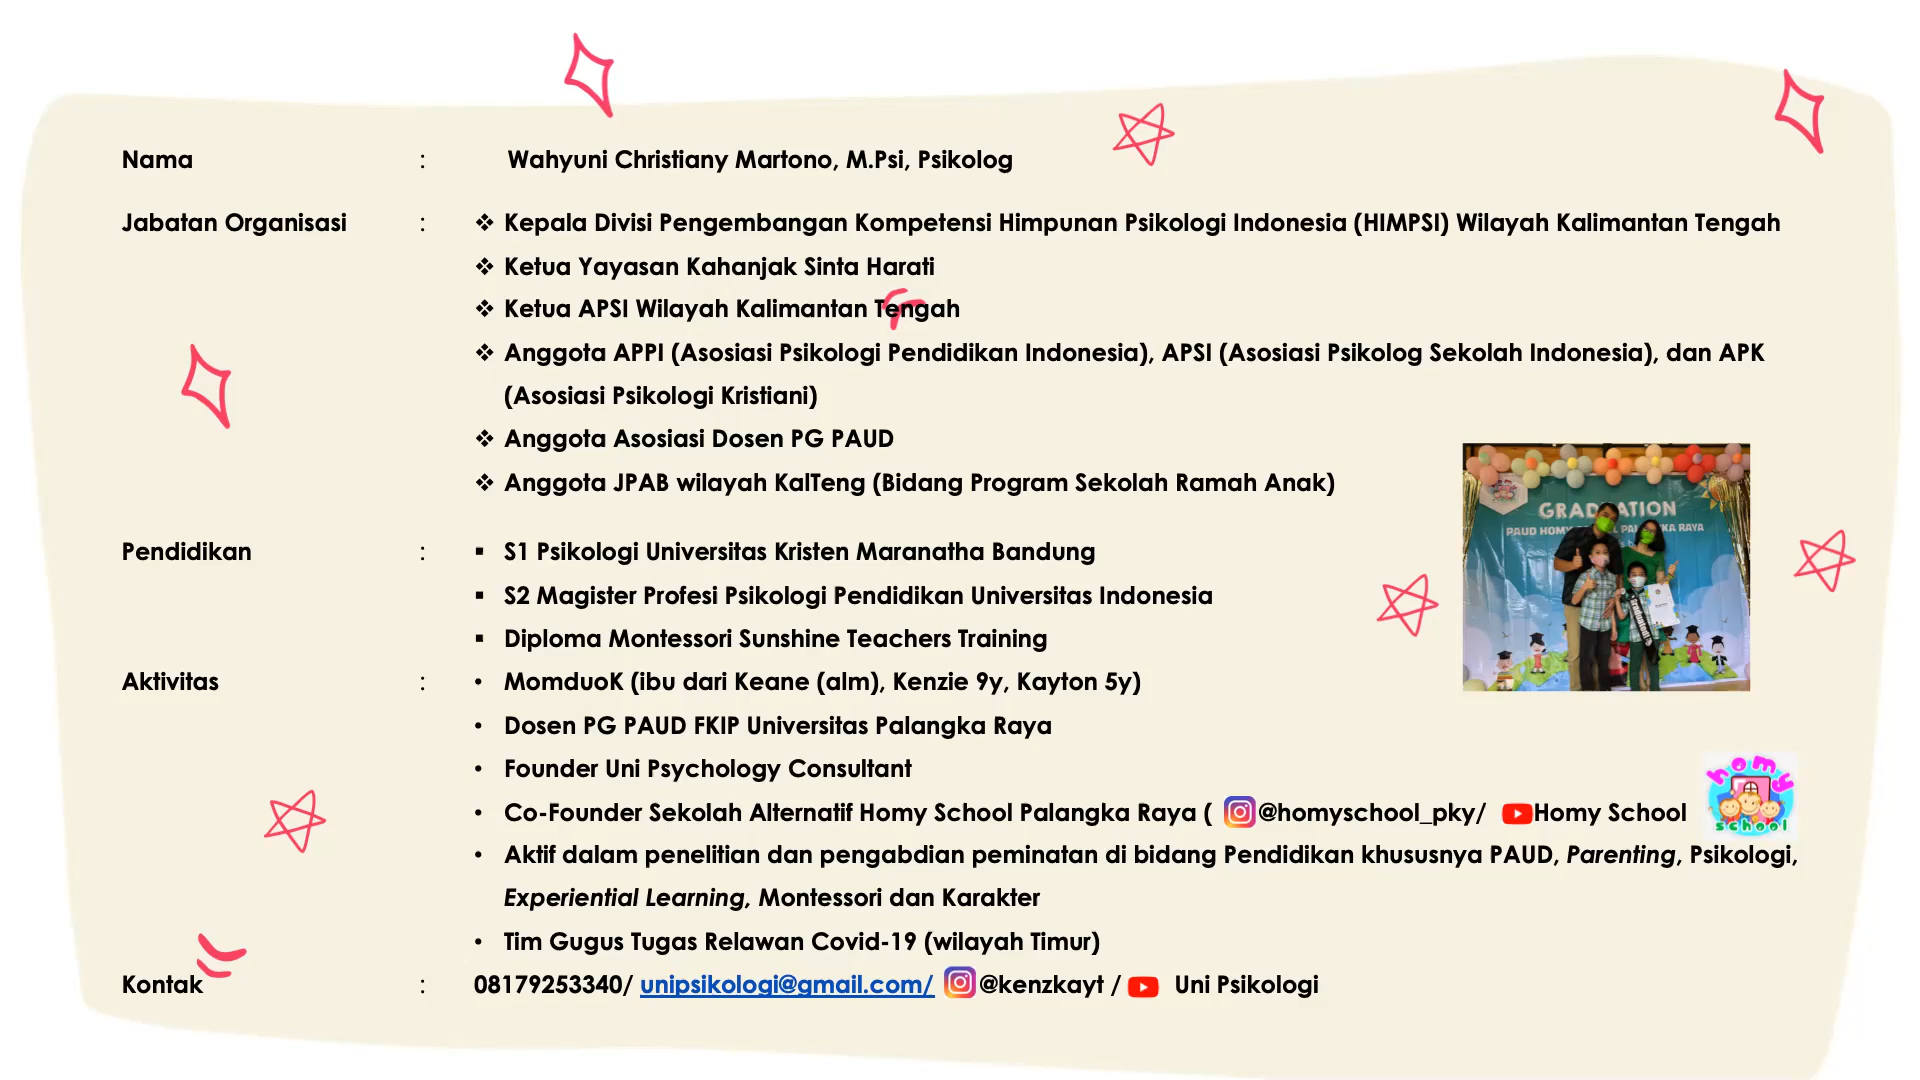 Nama : Wahyuni Christiany Martono, M.Psi, Psikolog
Jabatan Organisasi : ❖ Kepala Divisi Pengembangan Kompetensi Himpunan Psikologi Indonesia (HIMPSI) Wilayah Kalimantan Tengah
❖ Ketua Yayasan Kahanjak Sinta Harati
❖ Ketua APSI Wilayah Kalimantan Tengah
❖ Anggota APPI (Asosiasi Psikologi Pendidikan Indonesia), APSI (Asosiasi Psikolog Sekolah Indonesia), dan APK
(Asosiasi Psikologi Kristiani)
❖ Anggota Asosiasi Dosen PG PAUD
❖ Anggota JPAB wilayah KalTeng (Bidang Program Sekolah Ramah Anak)
GRADUATION
PAUD HOMY
KA RAYA
Pendidikan : ▪ S1 Psikologi Universitas Kristen Maranatha Bandung
▪ S2 Magister Profesi Psikologi Pendidikan Universitas Indonesia
▪ Diploma Montessori Sunshine Teachers Training
Aktivitas : • MomduoK (ibu dari Keane (alm), Kenzie 9y, Kayton 5y)
• Dosen PG PAUD FKIP Universitas Palangka Raya
• Founder Uni Psychology Consultant
• Co-Founder Sekolah Alternatif Homy School Palangka Raya ( @homyschool_pky/ Homy School
homy
school
• Aktif dalam penelitian dan pengabdian peminatan di bidang Pendidikan khususnya PAUD, Parenting, Psikologi,
Experiential Learning, Montessori dan Karakter
• Tim Gugus Tugas Relawan Covid-19 (wilayah Timur)
Kontak : 08179253340/ unipsikologi@gmail.com/ @kenzkayt / Uni Psikologi